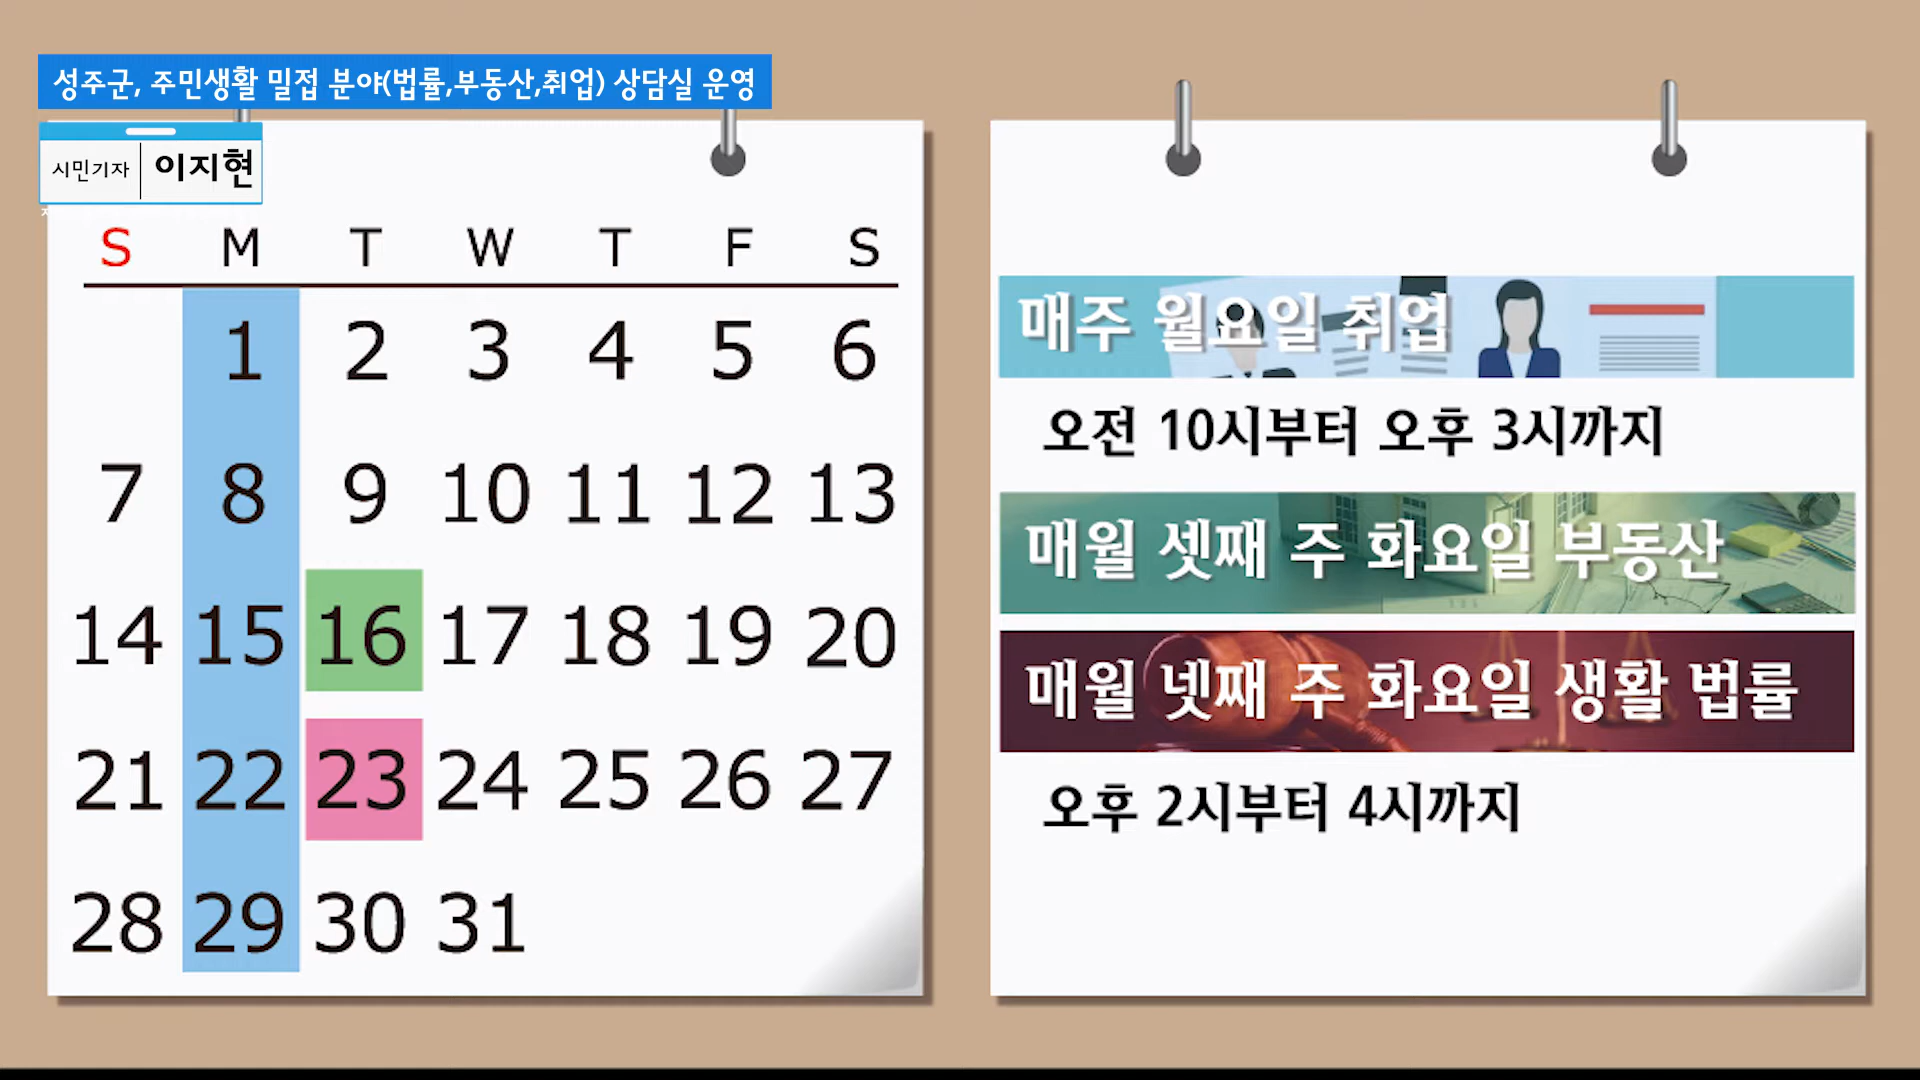 성주군, 주민생활 밀접 분야(법률,부동산,취업) 상담실 운영
시민기자 이지현
S M T W T F S
1 2 3 4 5 6
7 8 9 10 11 12 13
14 15 16 17 18 19 20
21 22 23 24 25 26 27
28 29 30 31
매주 월요일 취업
오전 10시부터 오후 3시까지
매월 셋째 주 화요일 부동산
매월 넷째 주 화요일 생활 법률
오후 2시부터 4시까지